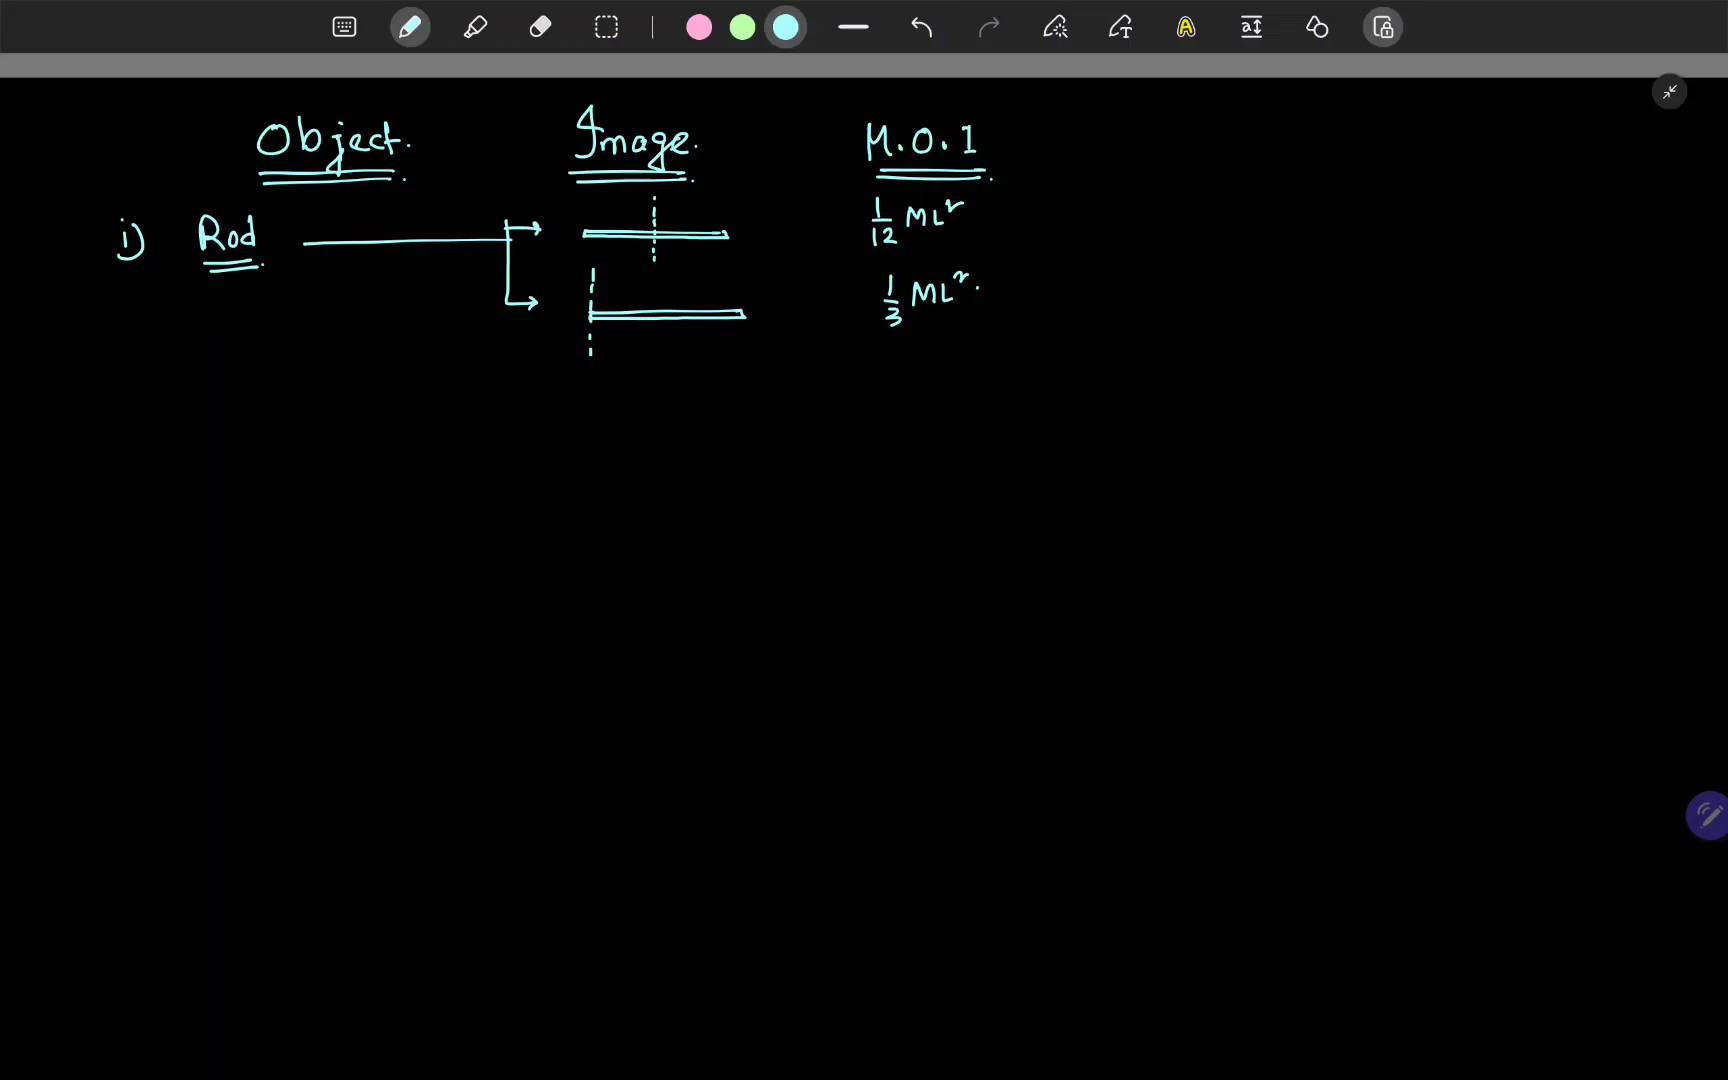 Object. Image. M.O.I
i) Rod 1/12 ML²
1/3 ML².